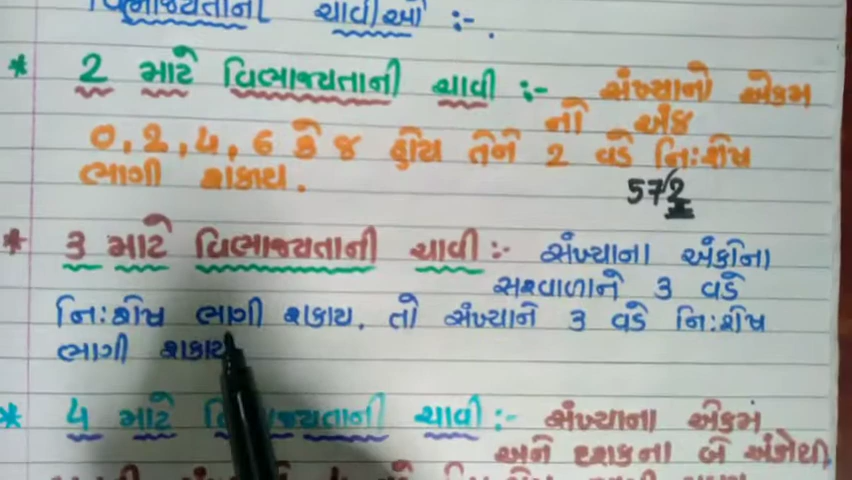 વિભાજ્યતાની ચાવીઓ :-
* 2 માટે વિભાજ્યતાની ચાવી :- સંખ્યાનો એકમ
નો અંક
0, 2, 4, 6 કે ૪ હોય તેને 2 વડે નિ:શેષ
ભાગી શકાય.
572
* 3 માટે વિભાજ્યતાની ચાવી :- સંખ્યાના અંકોના
સરવાળાને 3 વડે
નિ:શેષ ભાગી શકાય, તો સંખ્યાને 3 વડે નિ:શેષ
ભાગી શકાય
* 4 માટે વિભાજ્યતાની ચાવી :- સંખ્યાના એકમ
અને દશકના બે અંકોથી